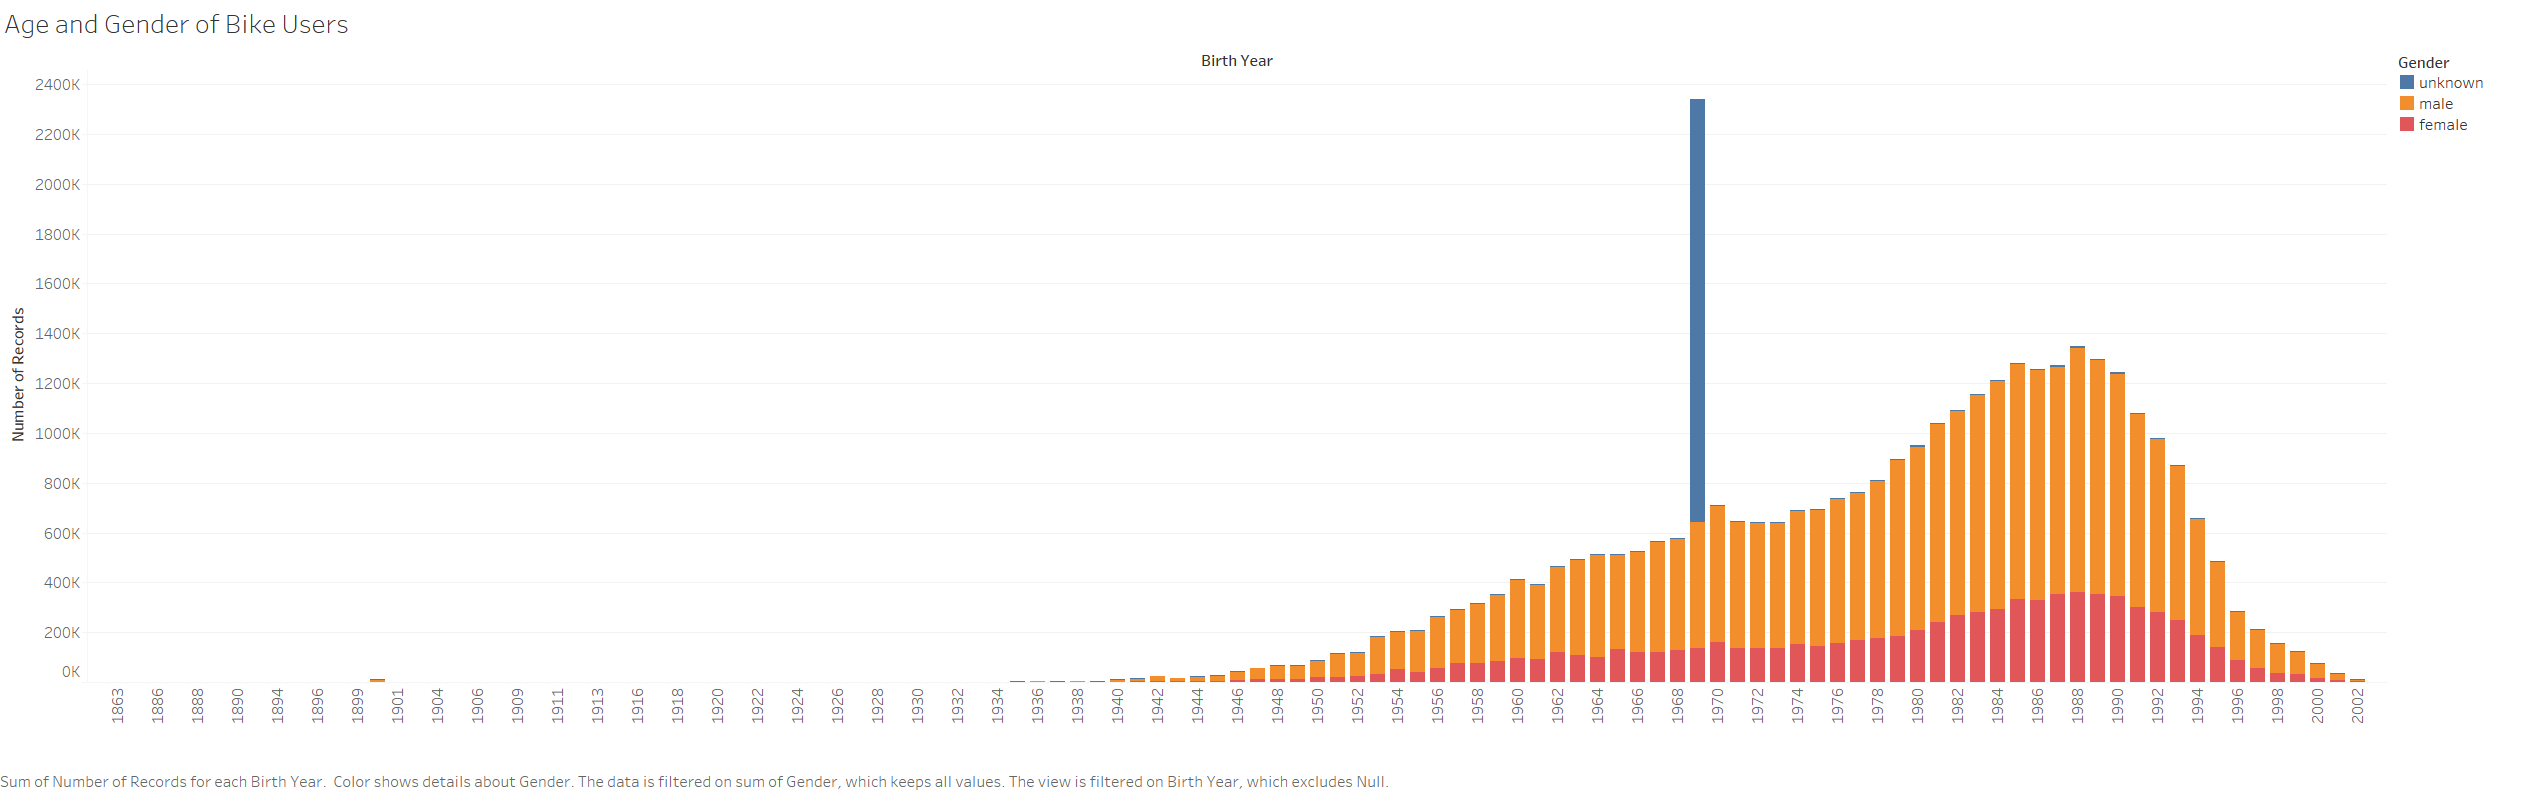 Age and Gender of Bike Users
Birth Year
Gender
unknown
male
female
Number of Records
2400K
2200K
2000K
1800K
1600K
1400K
1200K
1000K
800K
600K
400K
200K
0K
1863 1886 1888 1890 1894 1896 1899 1901 1904 1906 1909 1911 1913 1916 1918 1920 1922 1924 1926 1928 1930 1932 1934 1936 1938 1940 1942 1944 1946 1948 1950 1952 1954 1956 1958 1960 1962 1964 1966 1968 1970 1972 1974 1976 1978 1980 1982 1984 1986 1988 1990 1992 1994 1996 1998 2000 2002
Sum of Number of Records for each Birth Year.  Color shows details about Gender. The data is filtered on sum of Gender, which keeps all values. The view is filtered on Birth Year, which excludes Null.